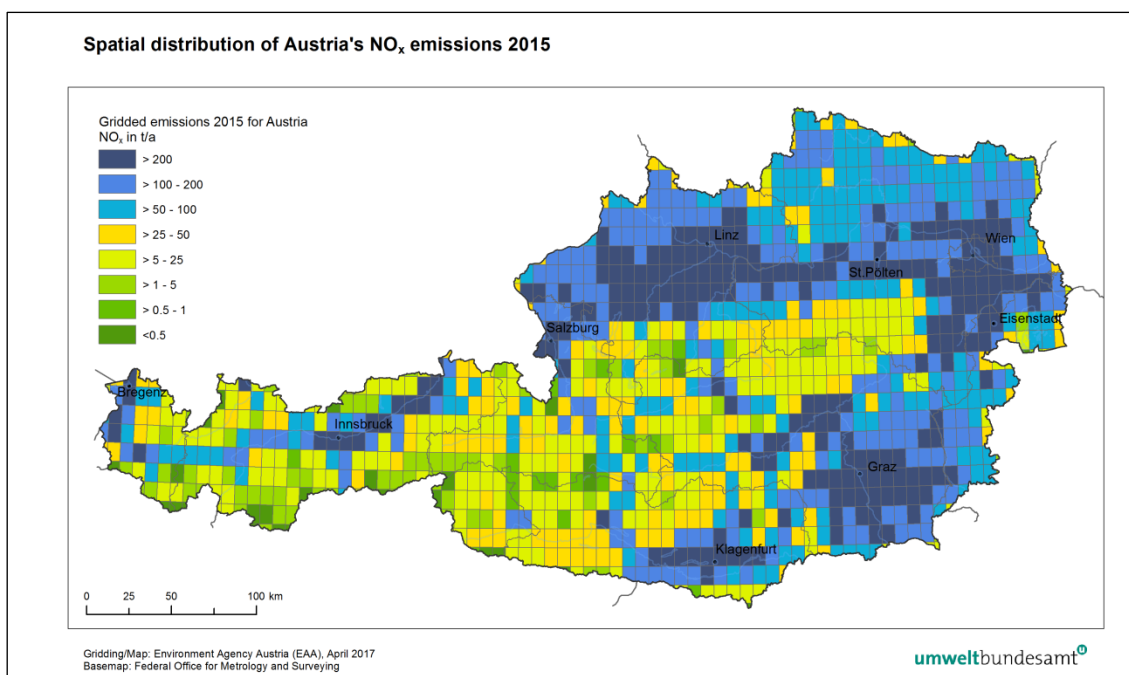 Spatial distribution of Austria's NOx emissions 2015
Gridded emissions 2015 for Austria
NOx in t/a
> 200
> 100 - 200
> 50 - 100
> 25 - 50
> 5 - 25
> 1 - 5
> 0.5 - 1
<0.5
Linz
Wien
St.Pölten
Eisenstadt
Salzburg
Bregenz
Innsbruck
Graz
Klagenfurt
0 25 50 100 km
Gridding/Map: Environment Agency Austria (EAA), April 2017
Basemap: Federal Office for Metrology and Surveying
umweltbundesamt u